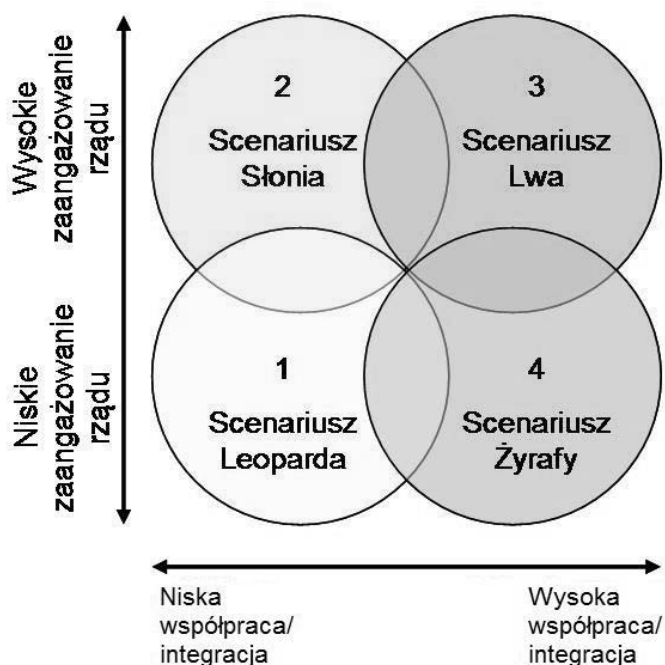 Wysokie
zaangażowanie
rządu
Niskie
zaangażowanie
rządu
2
Scenariusz
Słonia
3
Scenariusz
Lwa
1
Scenariusz
Leoparda
4
Scenariusz
Żyrafy
Niska
współpraca/
integracja
Wysoka
współpraca/
integracja